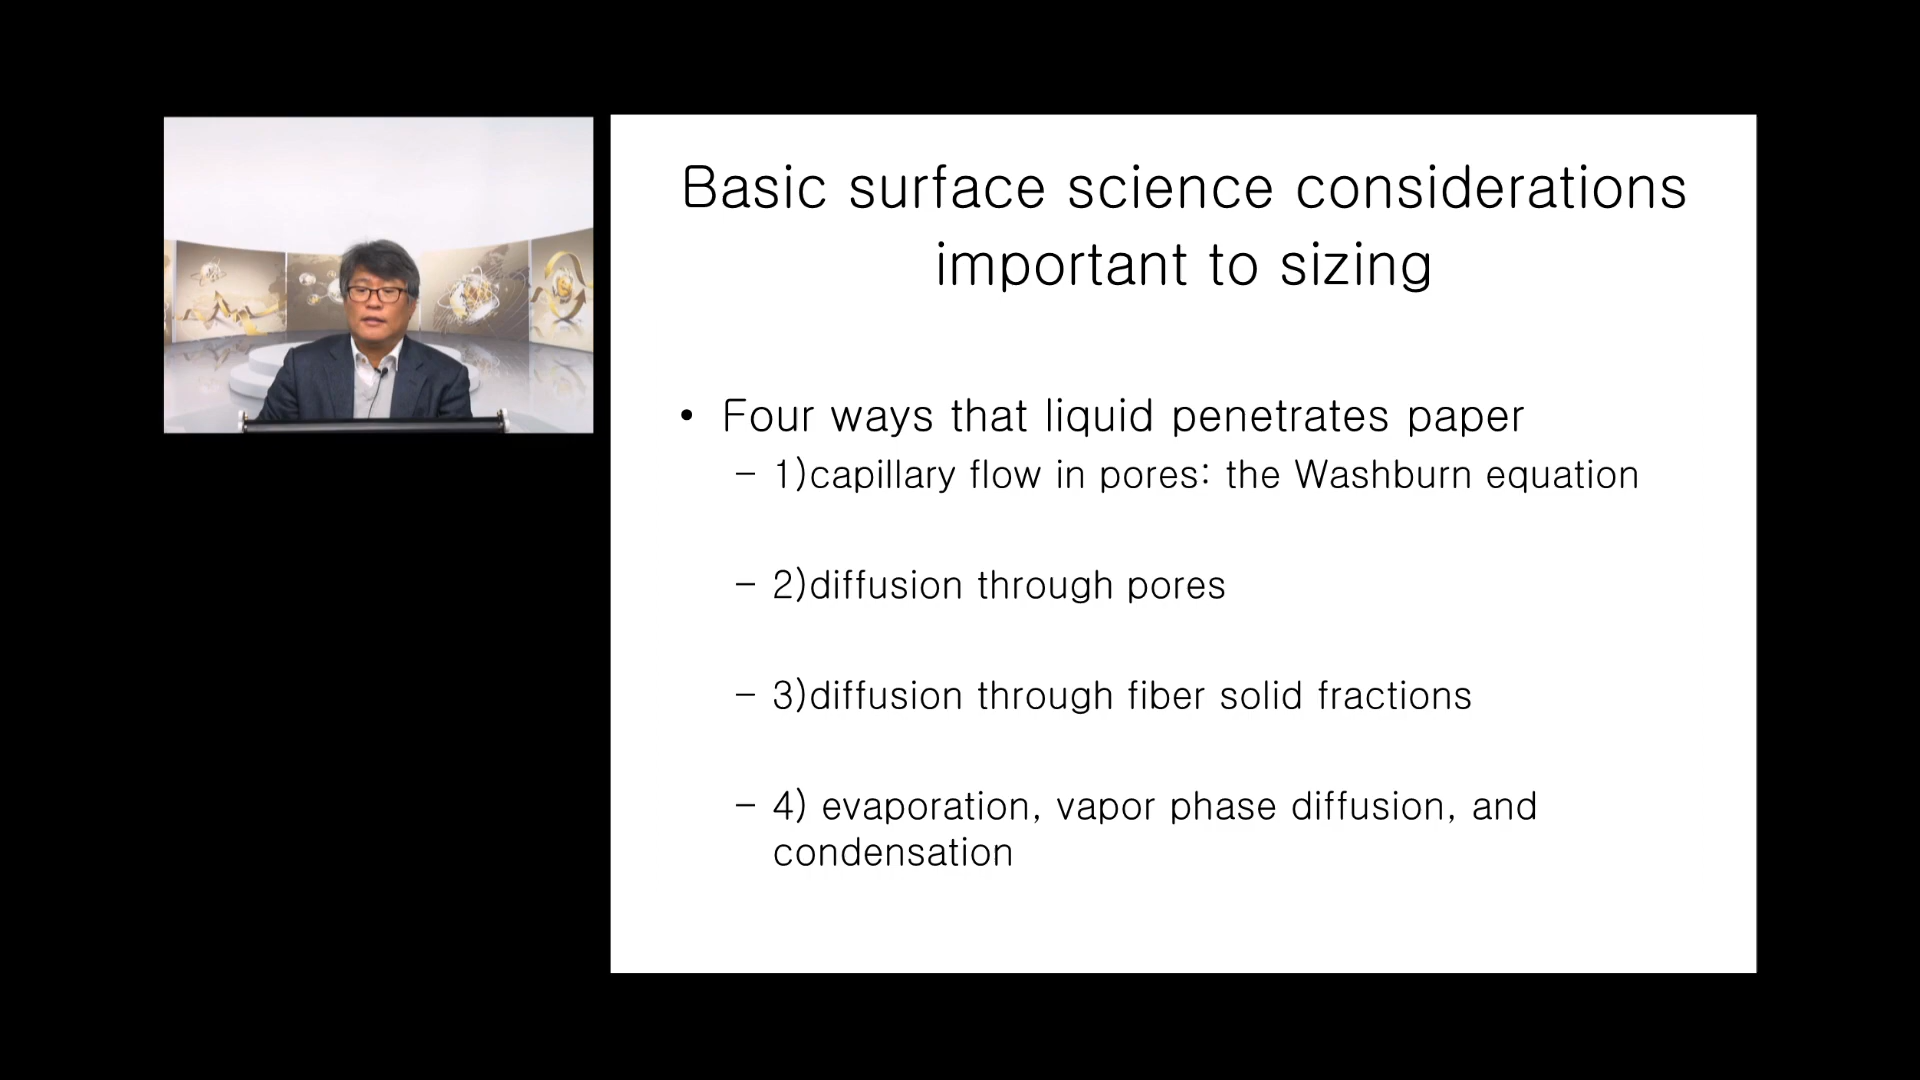 Basic surface science considerations
important to sizing
• Four ways that liquid penetrates paper
– 1)capillary flow in pores: the Washburn equation
– 2)diffusion through pores
– 3)diffusion through fiber solid fractions
– 4) evaporation, vapor phase diffusion, and
condensation